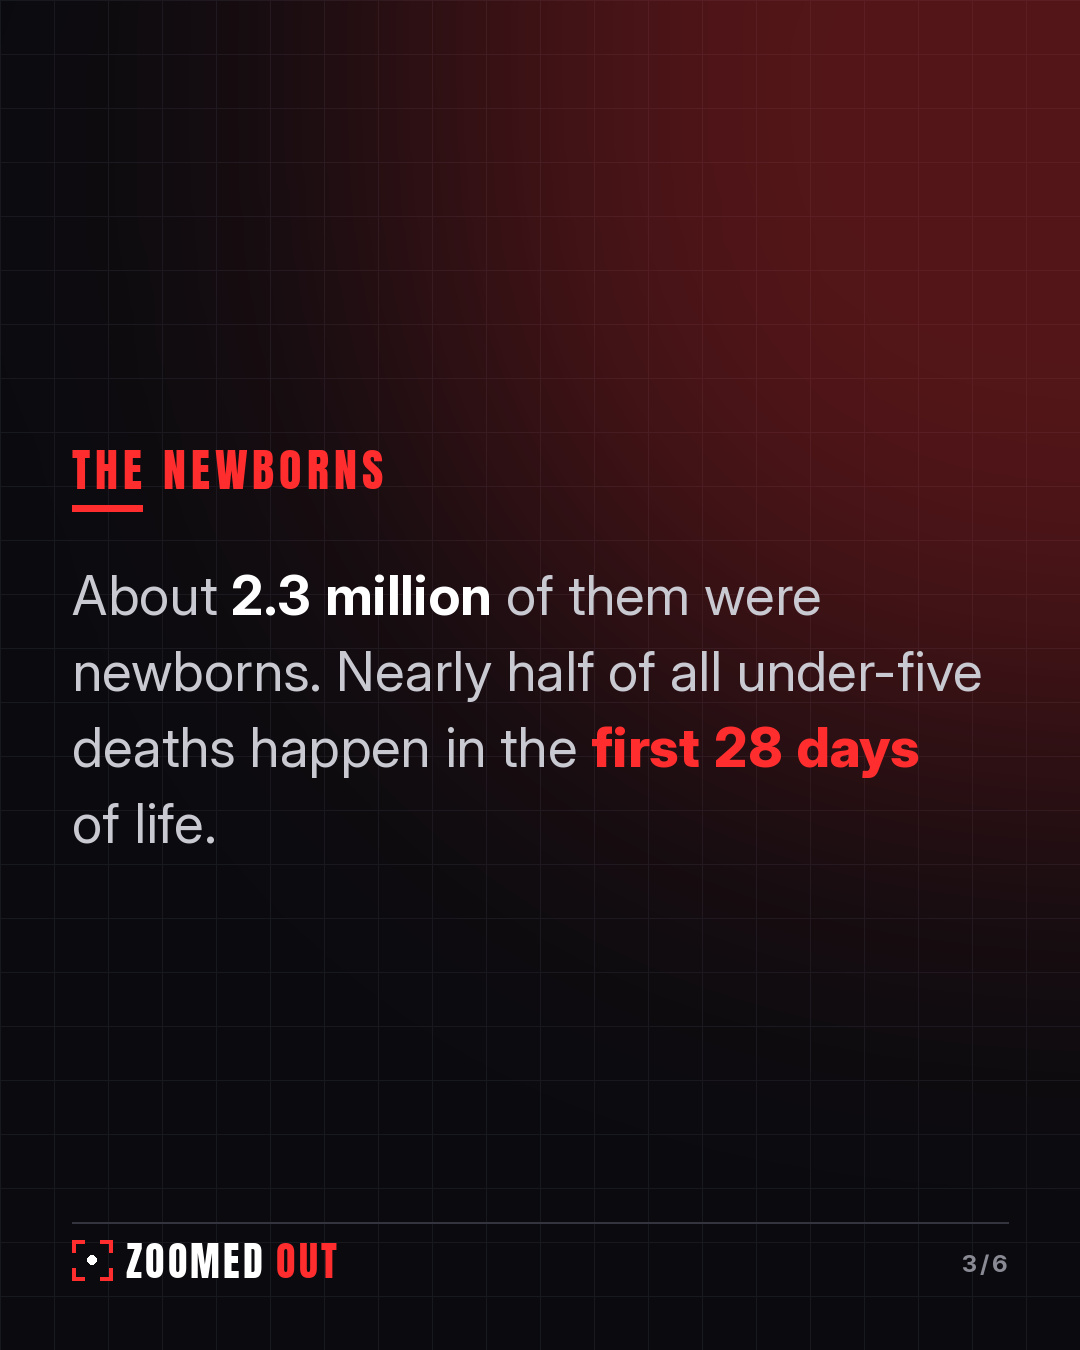 THE NEWBORNS
About 2.3 million of them were
newborns. Nearly half of all under-five
deaths happen in the first 28 days
of life.
ZOOMED OUT
3/6